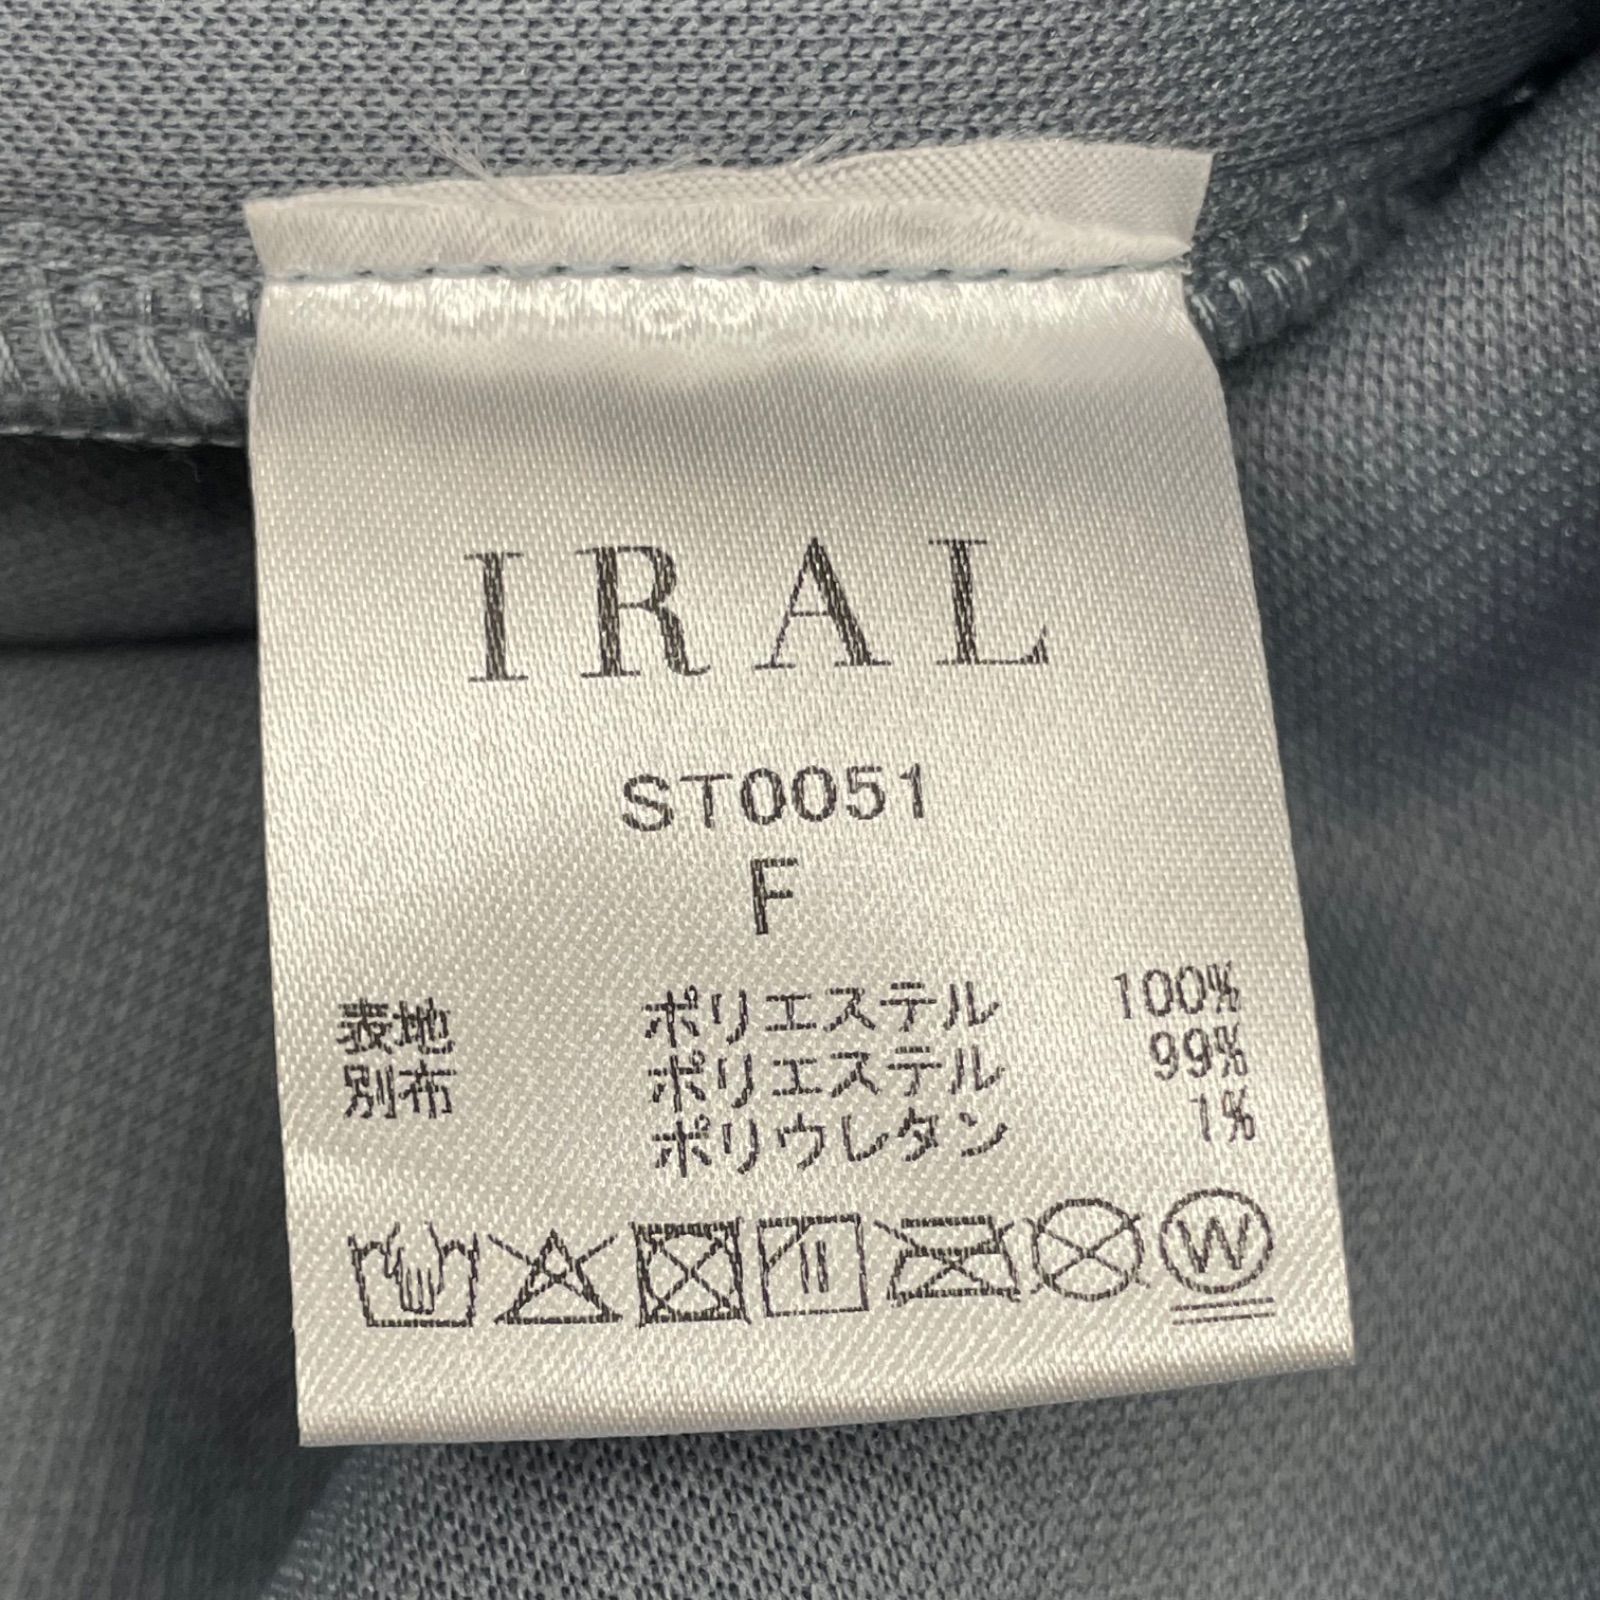 IRAL
ST0051
F
表地 ポリエステル 100%
別布 ポリエステル 99%
ポリウレタン 1%
W